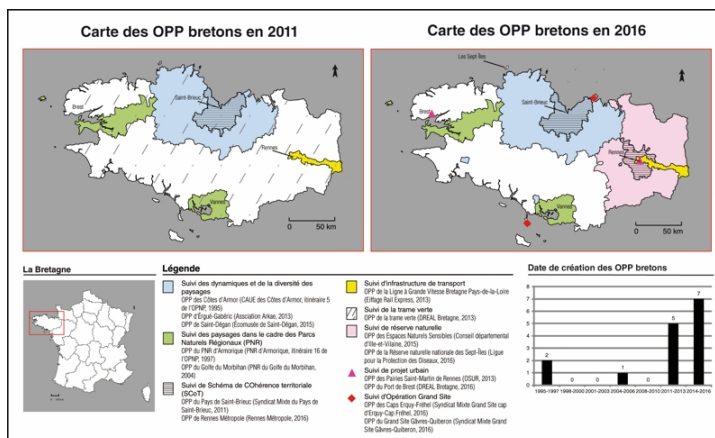 Carte des OPP bretons en 2011
Carte des OPP bretons en 2016
Brest
Saint-Brieuc
Rennes
Vannes
0 50 km
Les Sept-Îles
Brest
Saint-Brieuc
Rennes
Vannes
0 50 km
La Bretagne
Légende
Suivi des dynamiques et de la diversité des
paysages
OPP des Côtes d'Armor (CAUE des Côtes d'Armor, itinéraire 5
de l'OPNP, 1995)
OPP d'Ergué-Gabéric (Association Arkae, 2013)
OPP de Saint-Dégan (Écomusée de Saint-Dégan, 2015)
Suivi des paysages dans le cadre des Parcs
Naturels Régionaux (PNR)
OPP du PNR d'Armorique (PNR d'Armorique, itinéraire 16 de
l'OPNP, 1997)
OPP du Golfe du Morbihan (PNR du Golfe du Morbihan,
2004)
Suivi de Schéma de COhérence territoriale
(SCoT)
OPP du Pays de Saint-Brieuc (Syndicat Mixte du Pays de
Saint-Brieuc, 2011)
OPP de Rennes Métropole (Rennes Métropole, 2016)
Suivi d'infrastructure de transport
OPP de la Ligne à Grande Vitesse Bretagne Pays-de-la-Loire
(Eiffage Rail Express, 2013)
Suivi de la trame verte
OPP de la trame verte (DREAL Bretagne, 2013)
Suivi de réserve naturelle
OPP des Espaces Naturels Sensibles (Conseil départemental
d'Ille-et-Vilaine, 2015)
OPP de la Réserve naturelle nationale des Sept-Îles (Ligue
pour la Protection des Oiseaux, 2016)
Suivi de projet urbain
OPP des Pairies Saint-Martin de Rennes (OSUR, 2013)
OPP du Port de Brest (DREAL Bretagne, 2016)
Suivi d'Opération Grand Site
OPP des Caps Erquy-Fréhel (Syndicat Mixte Grand Site cap
d'Erquy-Cap Fréhel, 2016)
OPP du Grand Site Gâvres-Quiberon (Syndicat Mixte Grand
Site Gâvres-Quiberon, 2016)
Date de création des OPP bretons
8
7
6
5
4
3
2
1
0
2
0
0
1
0
5
7
1995-1997
1998-2000
2001-2003
2004-2006
2007-2010
2011-2013
2014-2016